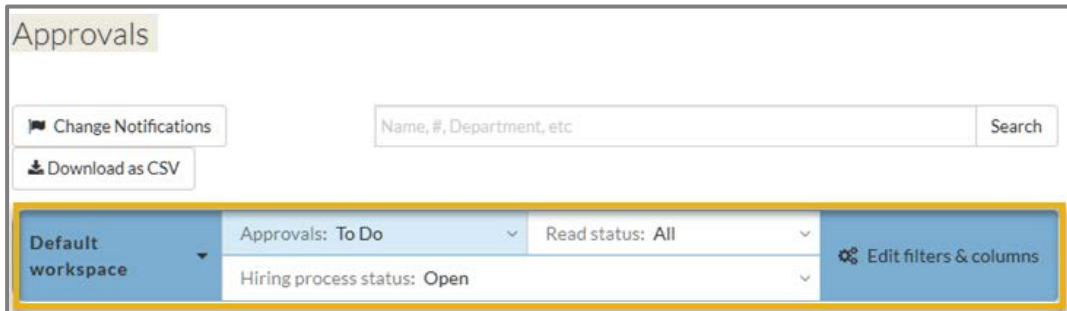 Approvals
Change Notifications
Name, #, Department, etc
Search
Download as CSV
Default workspace
Approvals: To Do
Read status: All
Edit filters & columns
Hiring process status: Open